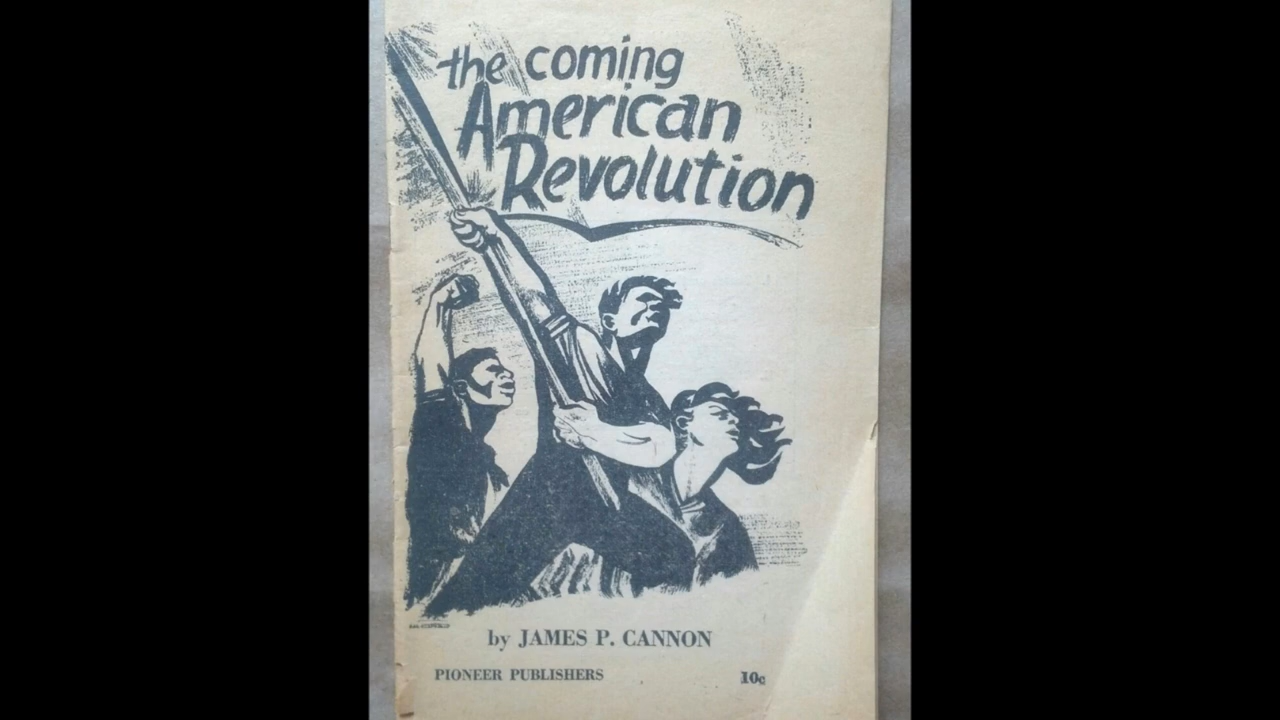 the coming
American
Revolution
by JAMES P. CANNON
PIONEER PUBLISHERS 10c